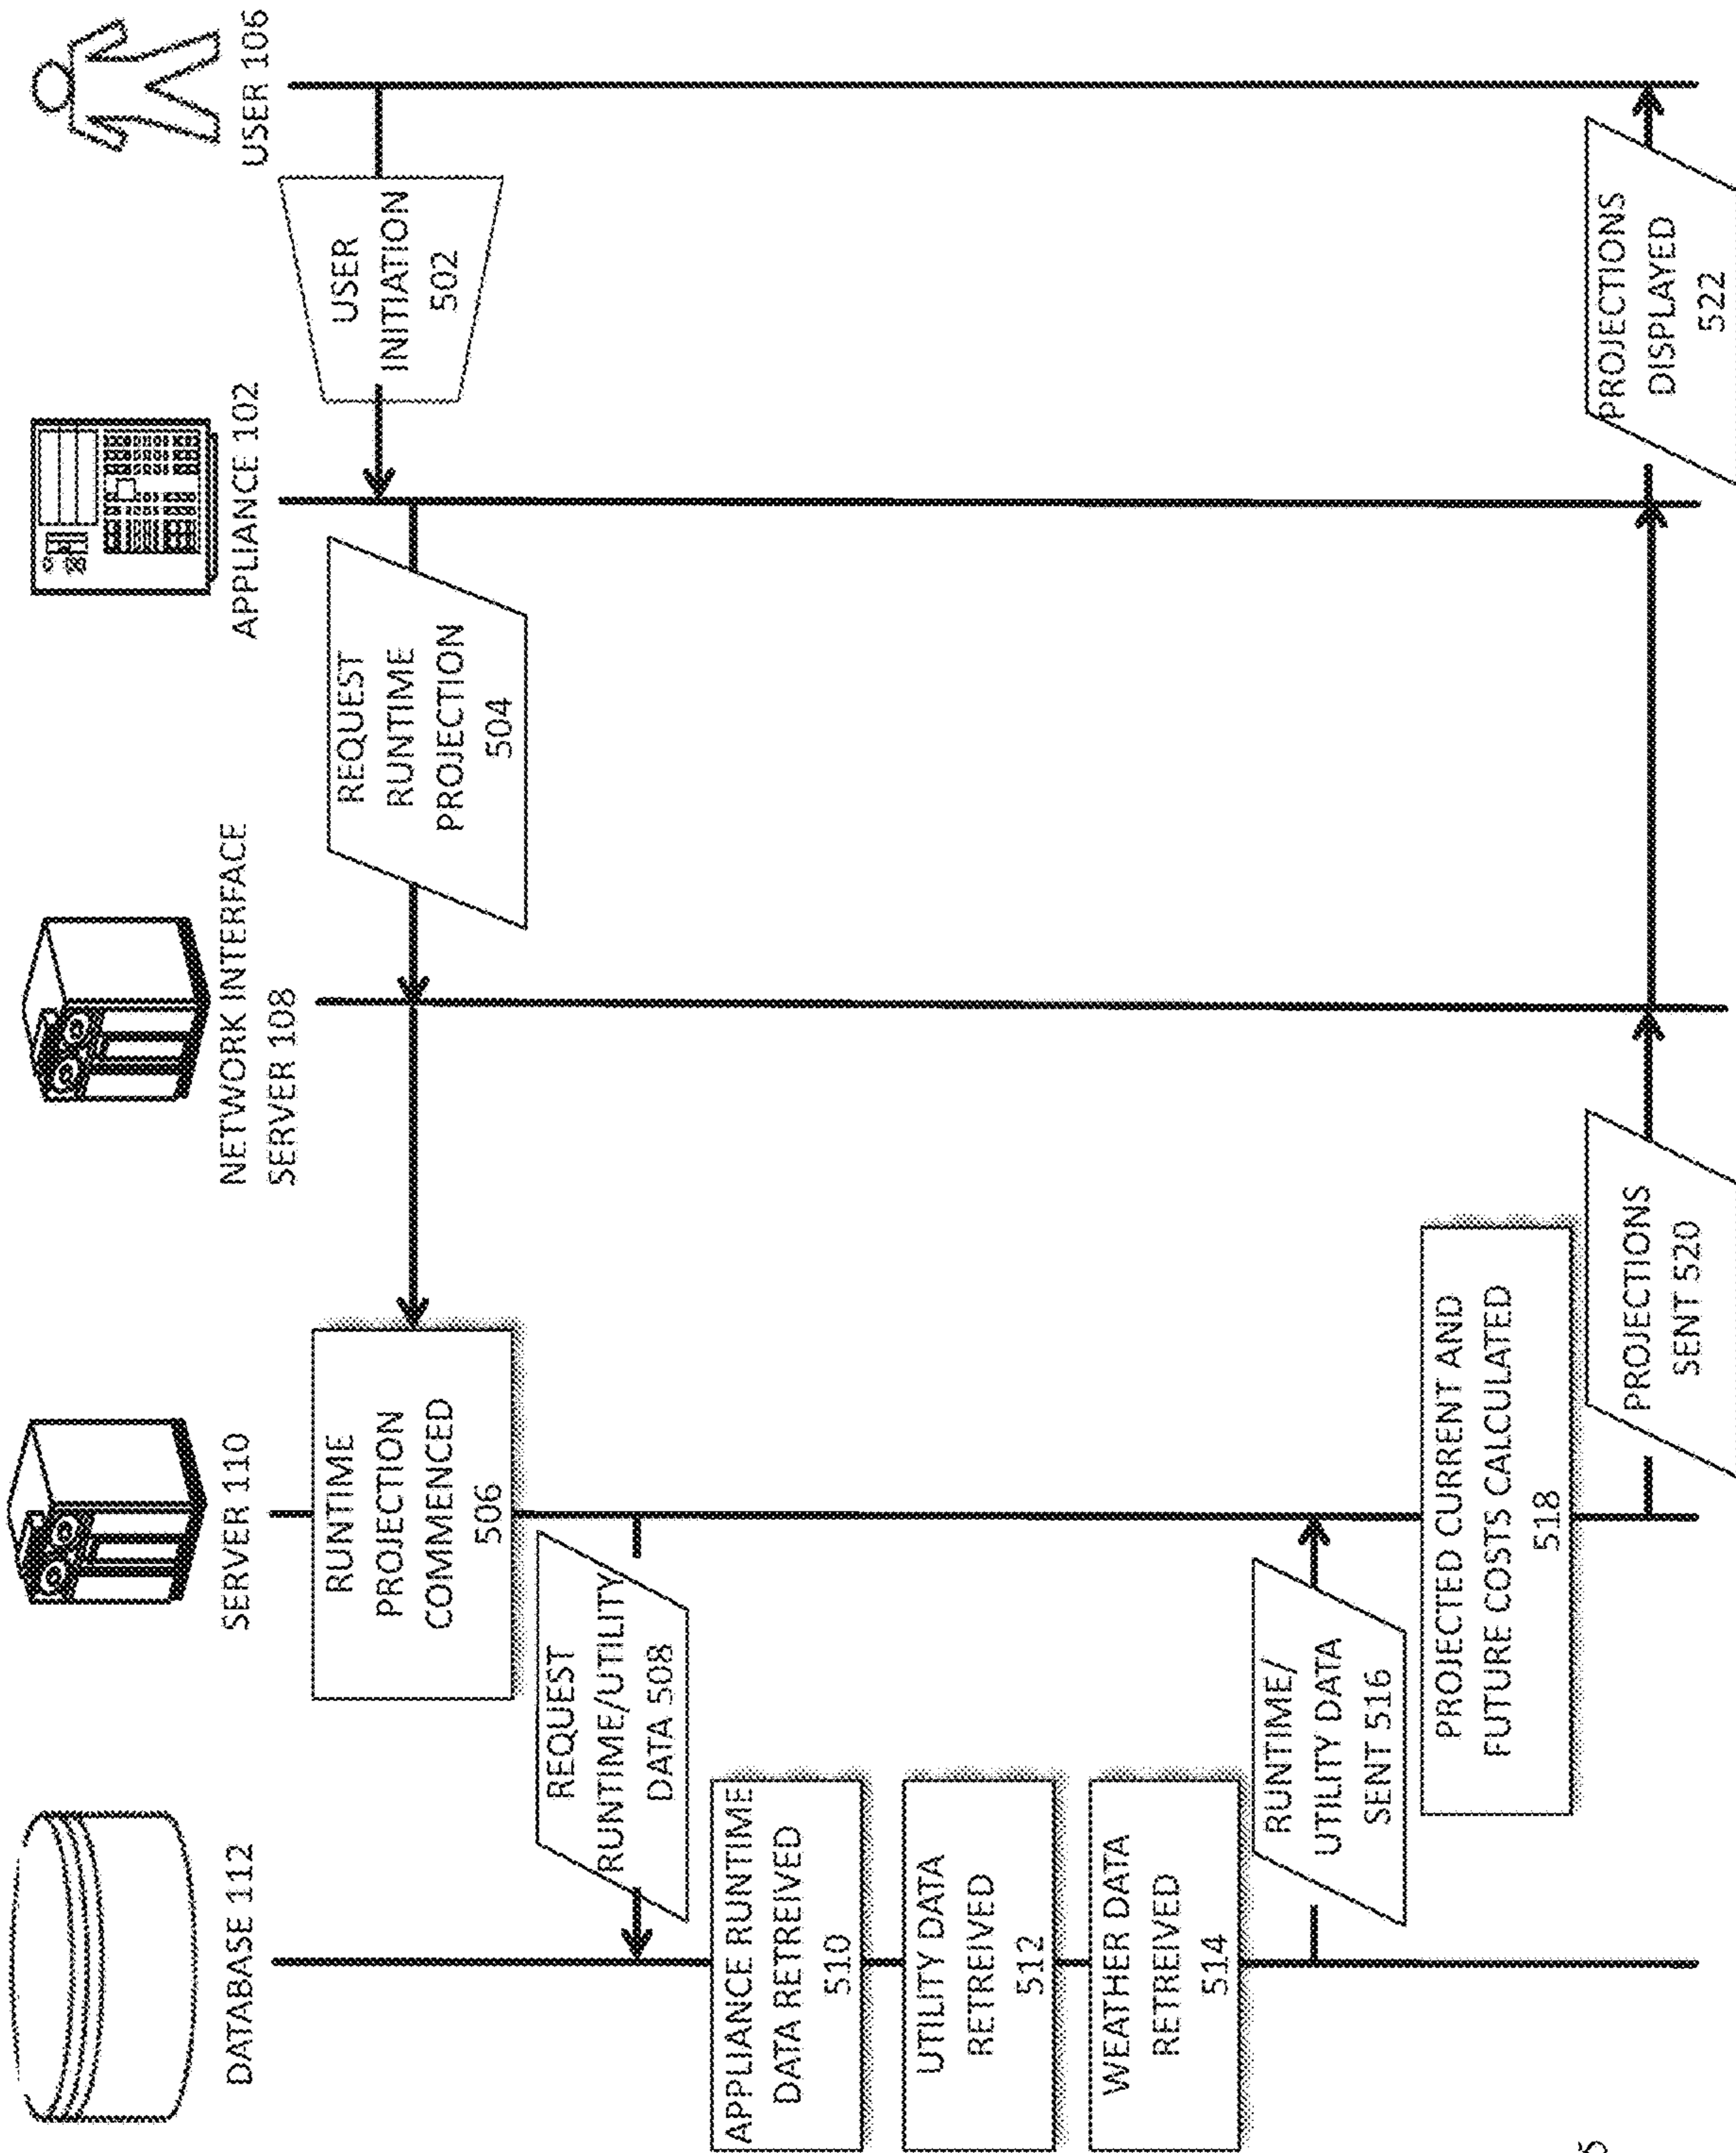 DATABASE 112
SERVER 110
NETWORK INTERFACE
SERVER 108
APPLIANCE 102
USER 106
USER
INITIATION
502
REQUEST
RUNTIME
PROJECTION
504
RUNTIME
PROJECTION
COMMENCED
506
REQUEST
RUNTIME/UTILITY
DATA 508
APPLIANCE RUNTIME
DATA RETREIVED
510
UTILITY DATA
RETREIVED
512
WEATHER DATA
RETREIVED
514
RUNTIME/
UTILITY DATA
SENT 516
PROJECTED CURRENT AND
FUTURE COSTS CALCULATED
518
PROJECTIONS
SENT 520
PROJECTIONS
DISPLAYED
522